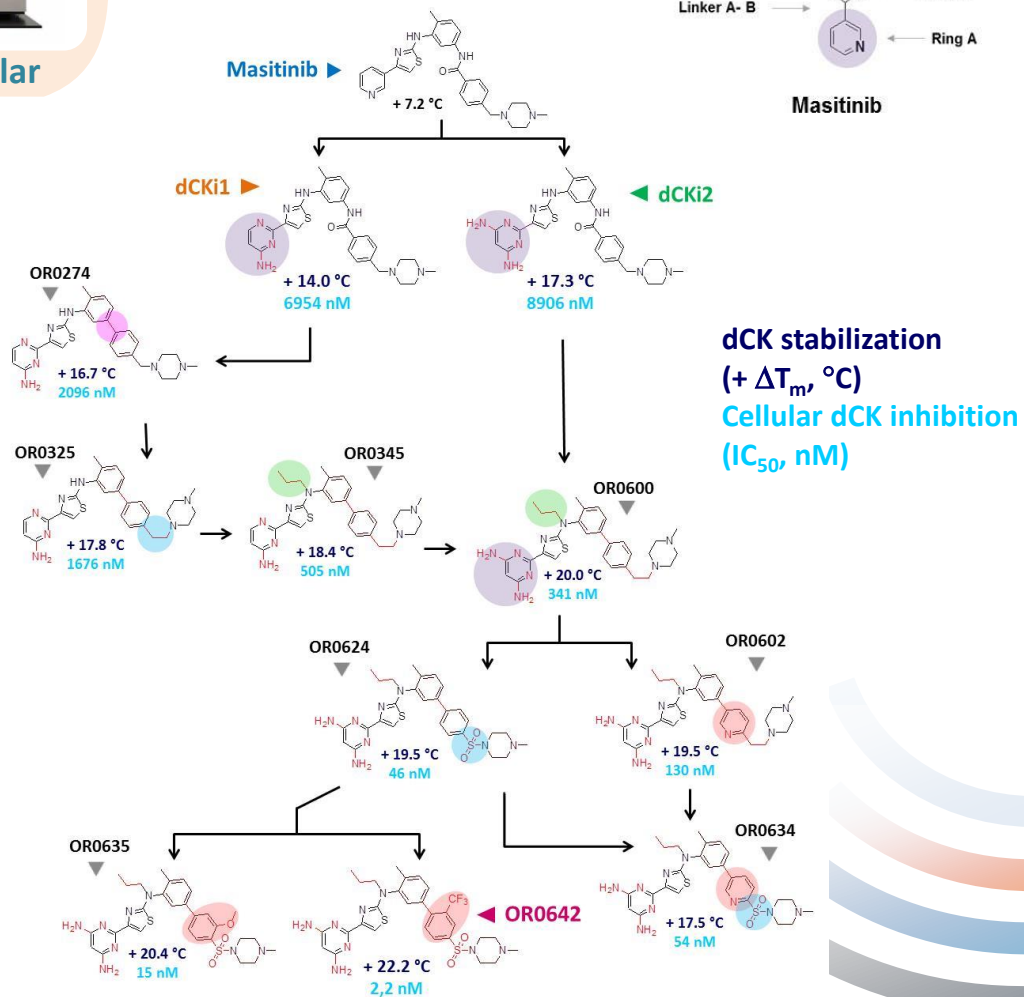 lar
Linker A- B
Ring A
N
Masitinib
Masitinib
+ 7.2 °C
dCKi1
dCKi2
+ 14.0 °C
6954 nM
+ 17.3 °C
8906 nM
OR0274
+ 16.7 °C
2096 nM
dCK stabilization
(+ ΔTm, °C)
Cellular dCK inhibition
(IC50, nM)
OR0325
+ 17.8 °C
1676 nM
OR0345
+ 18.4 °C
505 nM
OR0600
+ 20.0 °C
341 nM
OR0624
+ 19.5 °C
46 nM
OR0602
+ 19.5 °C
130 nM
OR0635
+ 20.4 °C
15 nM
OR0642
+ 22.2 °C
2,2 nM
OR0634
+ 17.5 °C
54 nM